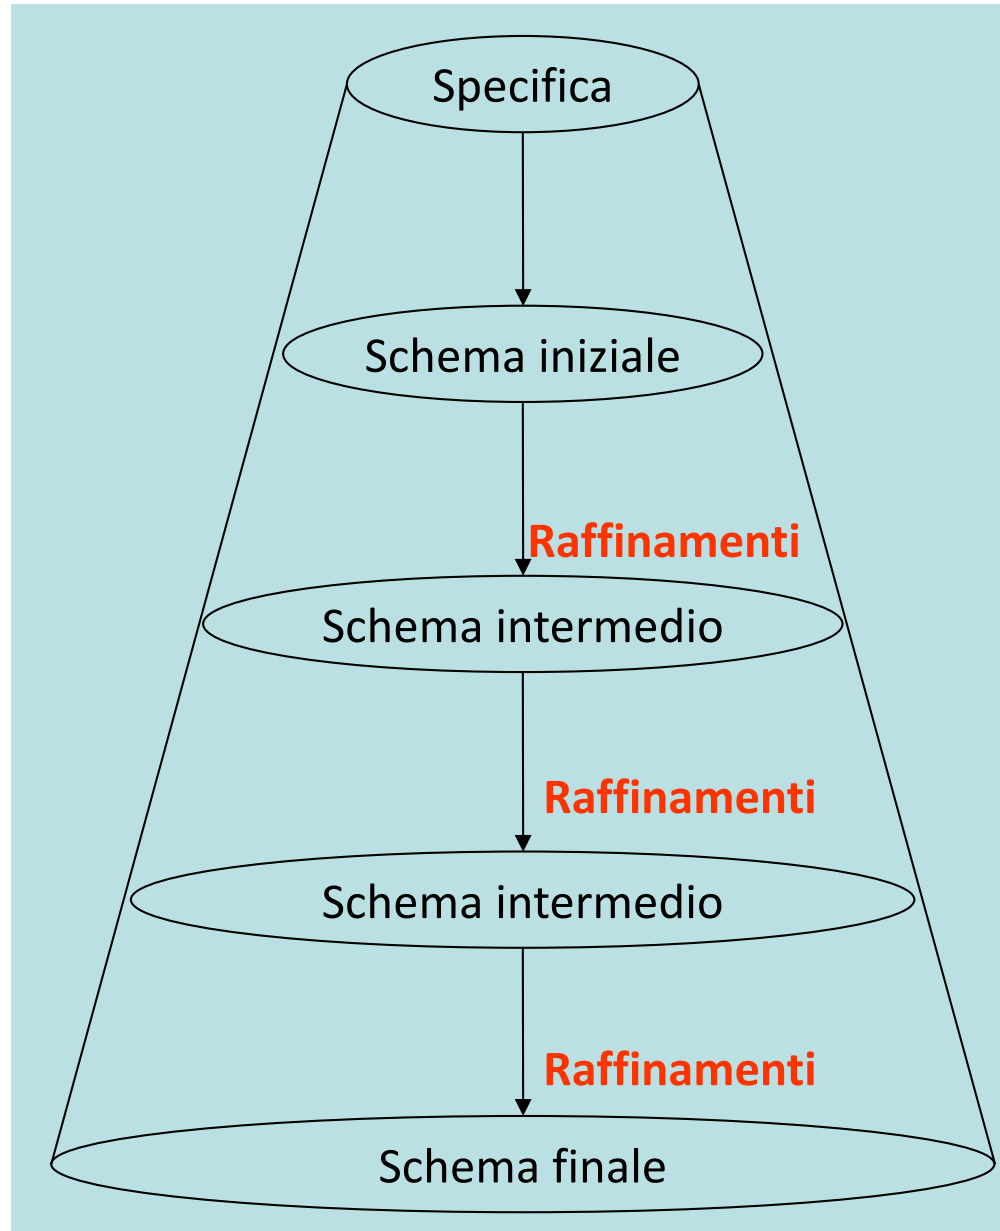 Specifica
Schema iniziale
Raffinamenti
Schema intermedio
Raffinamenti
Schema intermedio
Raffinamenti
Schema finale